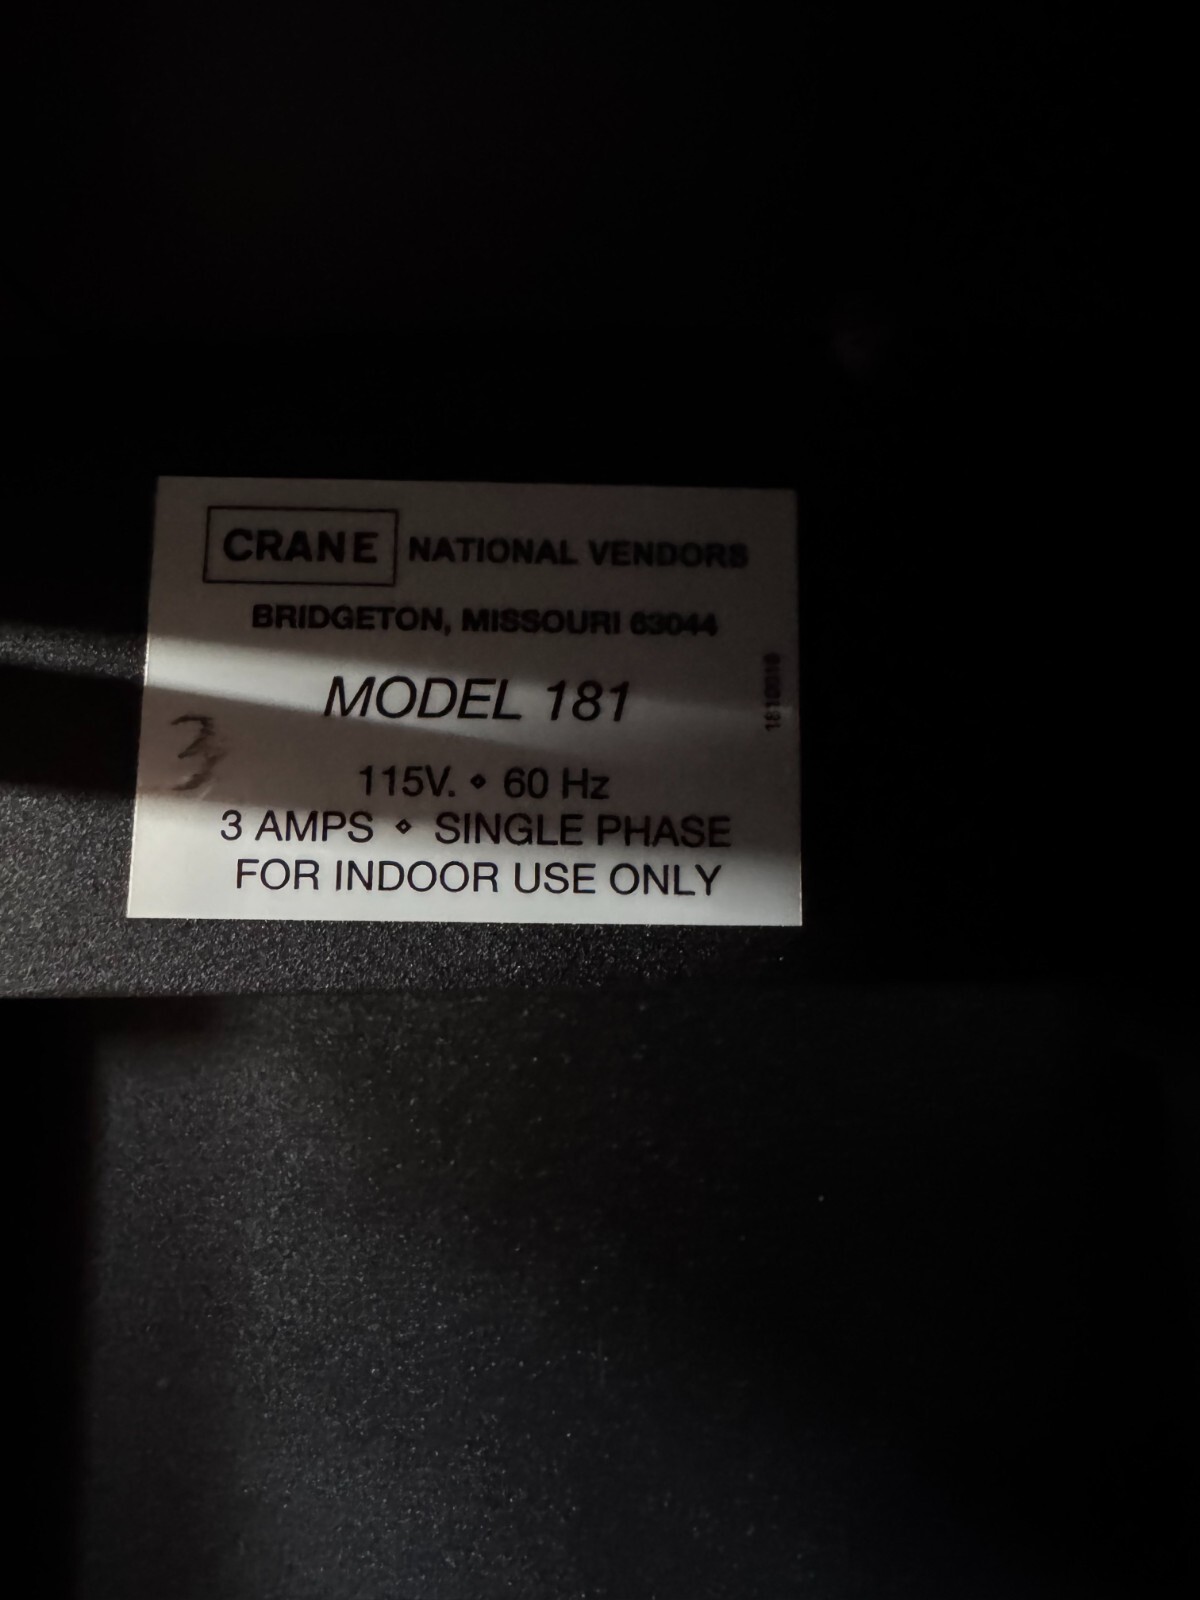 CRANE NATIONAL VENDORS
BRIDGETON, MISSOURI 63044
MODEL 181
3
115V. ⋄ 60 Hz
3 AMPS ⋄ SINGLE PHASE
FOR INDOOR USE ONLY